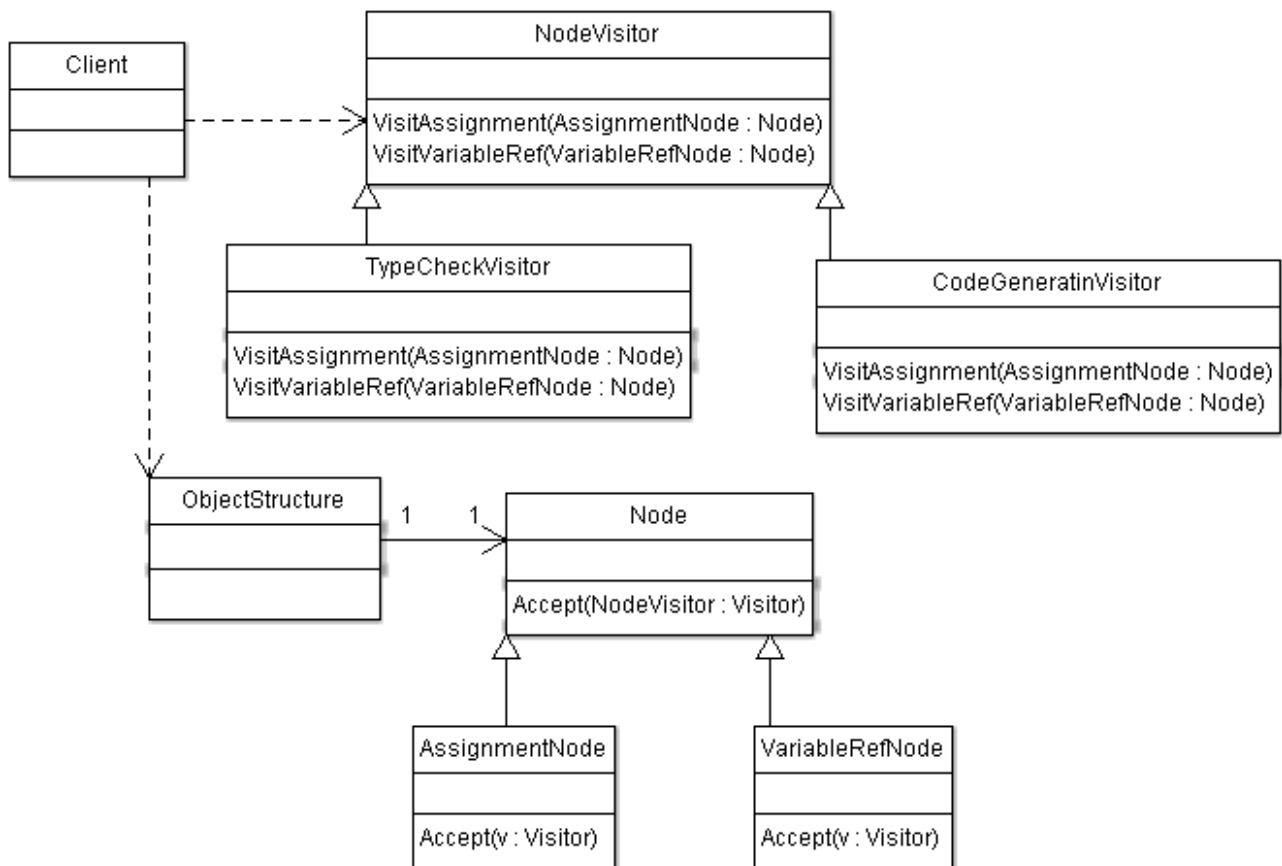 NodeVisitor
Client
VisitAssignment(AssignmentNode : Node)
VisitVariableRef(VariableRefNode : Node)
TypeCheckVisitor
CodeGeneratinVisitor
VisitAssignment(AssignmentNode : Node)
VisitVariableRef(VariableRefNode : Node)
VisitAssignment(AssignmentNode : Node)
VisitVariableRef(VariableRefNode : Node)
ObjectStructure
1
1
Node
Accept(NodeVisitor : Visitor)
AssignmentNode
VariableRefNode
Accept(v : Visitor)
Accept(v : Visitor)